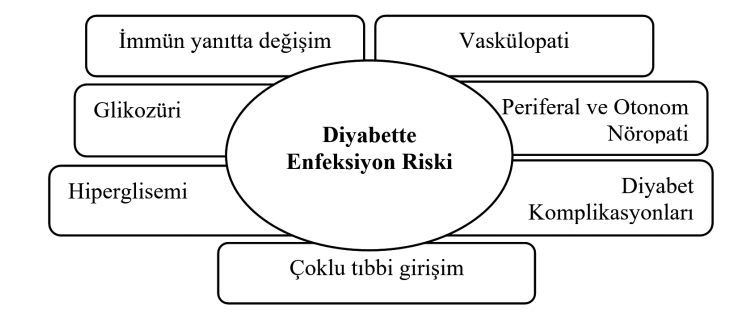 İmmün yanıtta değişim
Vaskülopati
Glikozüri
Periferal ve Otonom
Nöropati
Diyabette
Enfeksiyon Riski
Hiperglisemi
Diyabet
Komplikasyonları
Çoklu tıbbi girişim